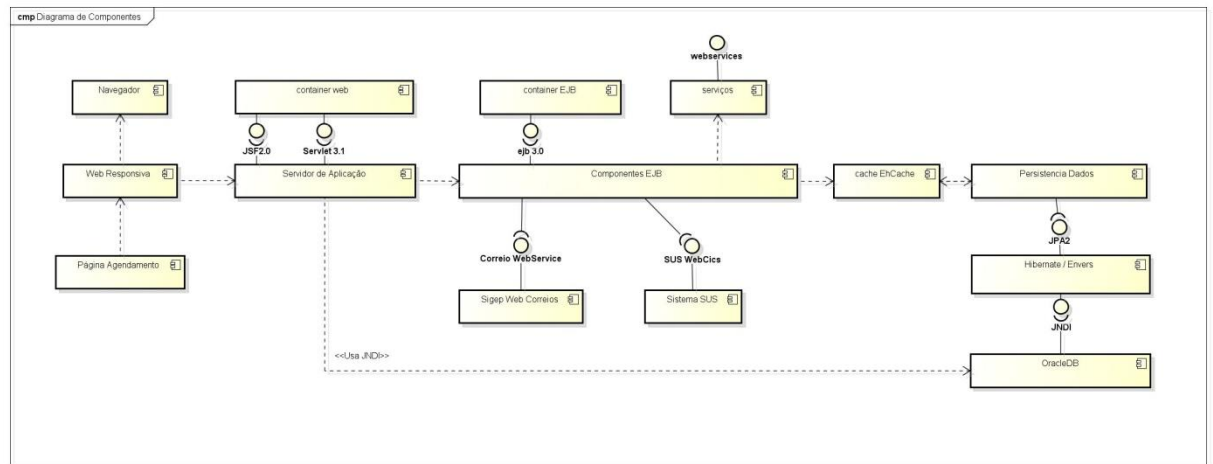 cmp Diagrama de Componentes
webservices
Navegador
container web
container EJB
serviços
JSF2.0
Servlet 3.1
ejb 3.0
Web Responsiva
Servidor de Aplicação
Componentes EJB
cache EhCache
Persistencia Dados
JPA2
Página Agendamento
Correio WebService
SUS WebCics
Hibernate / Envers
Sigep Web Correios
Sistema SUS
JNDI
<<Usa JNDI>>
OracleDB